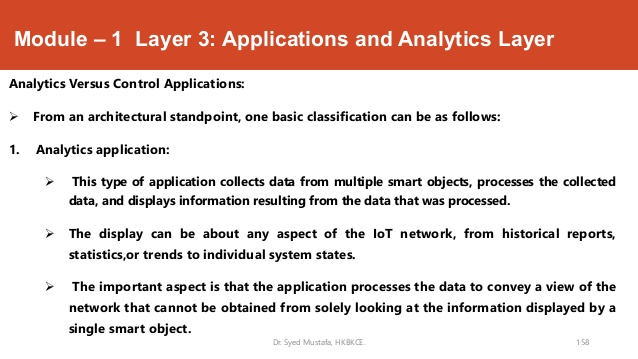 Module – 1 Layer 3: Applications and Analytics Layer
Analytics Versus Control Applications:
➢ From an architectural standpoint, one basic classification can be as follows:
1. Analytics application:
➢ This type of application collects data from multiple smart objects, processes the collected
data, and displays information resulting from the data that was processed.
➢ The display can be about any aspect of the IoT network, from historical reports,
statistics,or trends to individual system states.
➢ The important aspect is that the application processes the data to convey a view of the
network that cannot be obtained from solely looking at the information displayed by a
single smart object.
Dr. Syed Mustafa, HKBKCE. 158